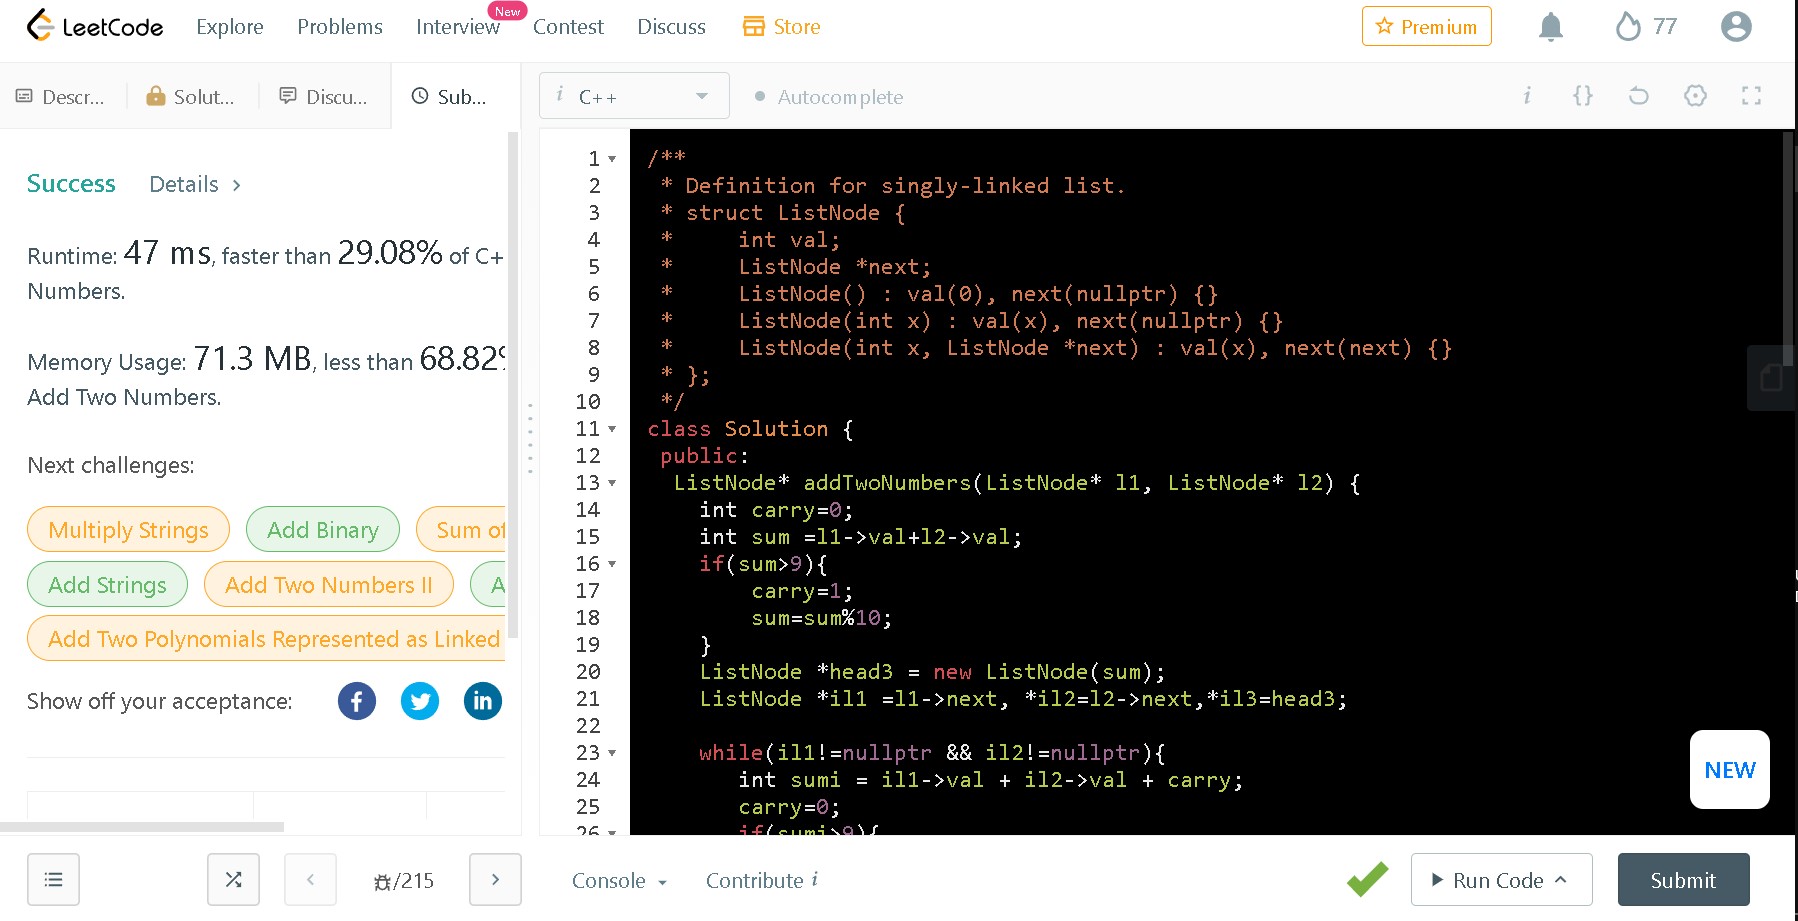 LeetCode
Explore
Problems
Interview
New
Contest
Discuss
Store
Premium
77
Descr...
Solut...
Discu...
Sub...
i C++
Autocomplete
i {}
Success
Details >
Runtime: 47 ms, faster than 29.08% of C+
Numbers.
Memory Usage: 71.3 MB, less than 68.82%
Add Two Numbers.
Next challenges:
Multiply Strings
Add Binary
Sum of
Add Strings
Add Two Numbers II
A
Add Two Polynomials Represented as Linked
Show off your acceptance:
1 /**
2 * Definition for singly-linked list.
3 * struct ListNode {
4 *     int val;
5 *     ListNode *next;
6 *     ListNode() : val(0), next(nullptr) {}
7 *     ListNode(int x) : val(x), next(nullptr) {}
8 *     ListNode(int x, ListNode *next) : val(x), next(next) {}
9 * };
10 */
11 class Solution {
12 public:
13  ListNode* addTwoNumbers(ListNode* l1, ListNode* l2) {
14    int carry=0;
15    int sum =l1->val+l2->val;
16    if(sum>9){
17        carry=1;
18        sum=sum%10;
19    }
20    ListNode *head3 = new ListNode(sum);
21    ListNode *il1 =l1->next, *il2=l2->next,*il3=head3;
22
23    while(il1!=nullptr && il2!=nullptr){
24       int sumi = il1->val + il2->val + carry;
25       carry=0;
26       if(sumi>9){
NEW
/215
Console
Contribute i
Run Code
Submit